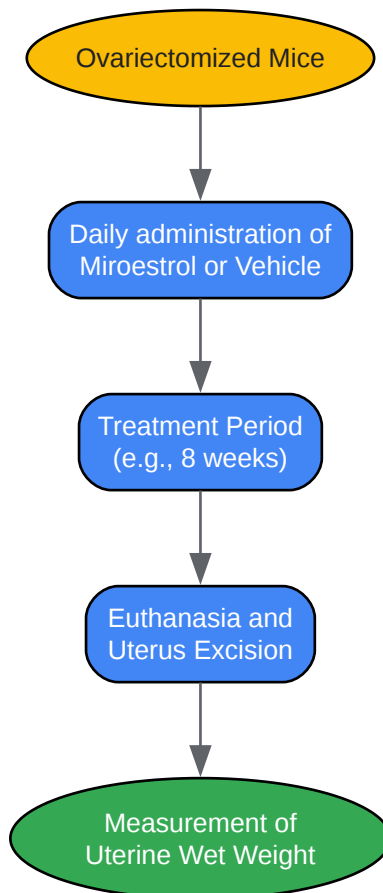 Ovariectomized Mice
Daily administration of
Miroestrol or Vehicle
Treatment Period
(e.g., 8 weeks)
Euthanasia and
Uterus Excision
Measurement of
Uterine Wet Weight